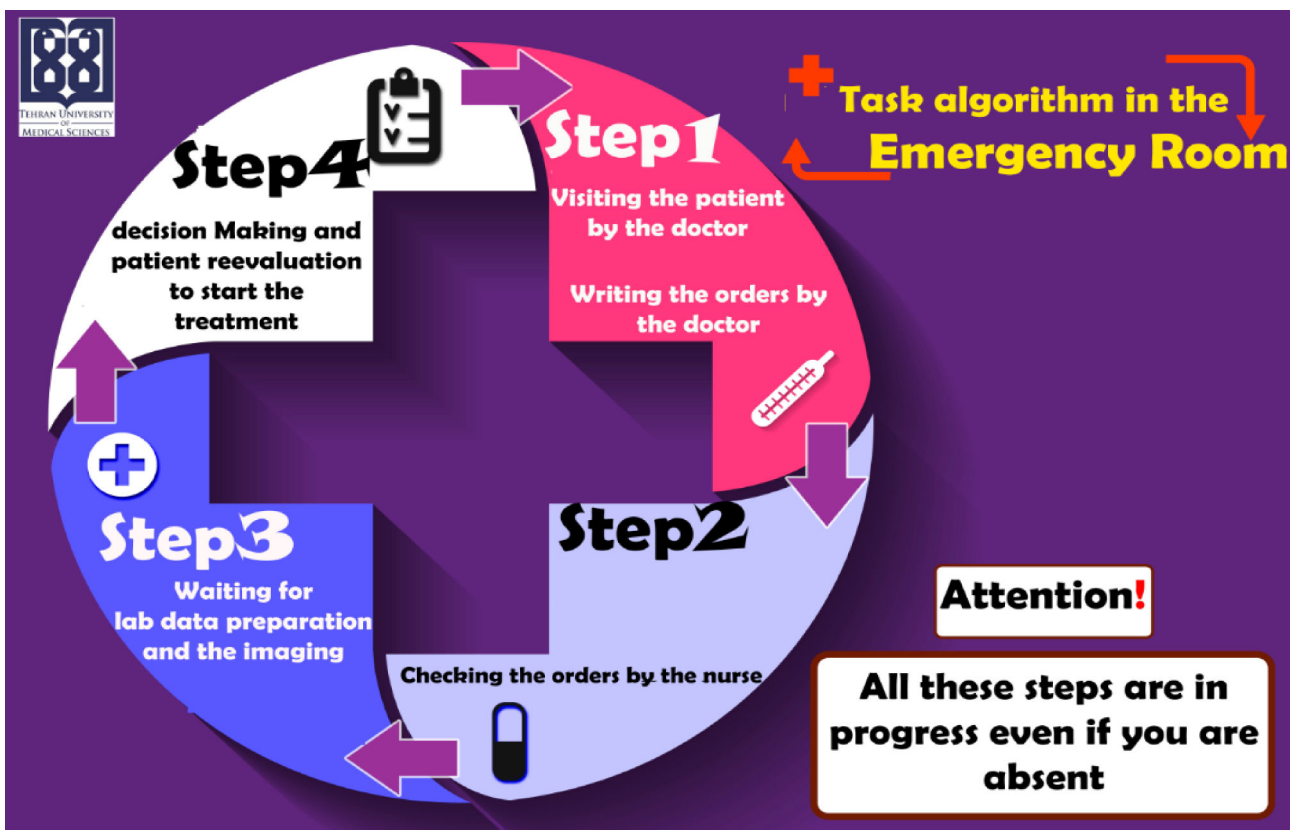 TEHRAN UNIVERSITY
OF
MEDICAL SCIENCES
Task algorithm in the
Emergency Room
Step1
Visiting the patient
by the doctor
Writing the orders by
the doctor
Step2
Checking the orders by the nurse
Step3
Waiting for
lab data preparation
and the imaging
Step4
decision Making and
patient reevaluation
to start the
treatment
Attention!
All these steps are in
progress even if you are
absent